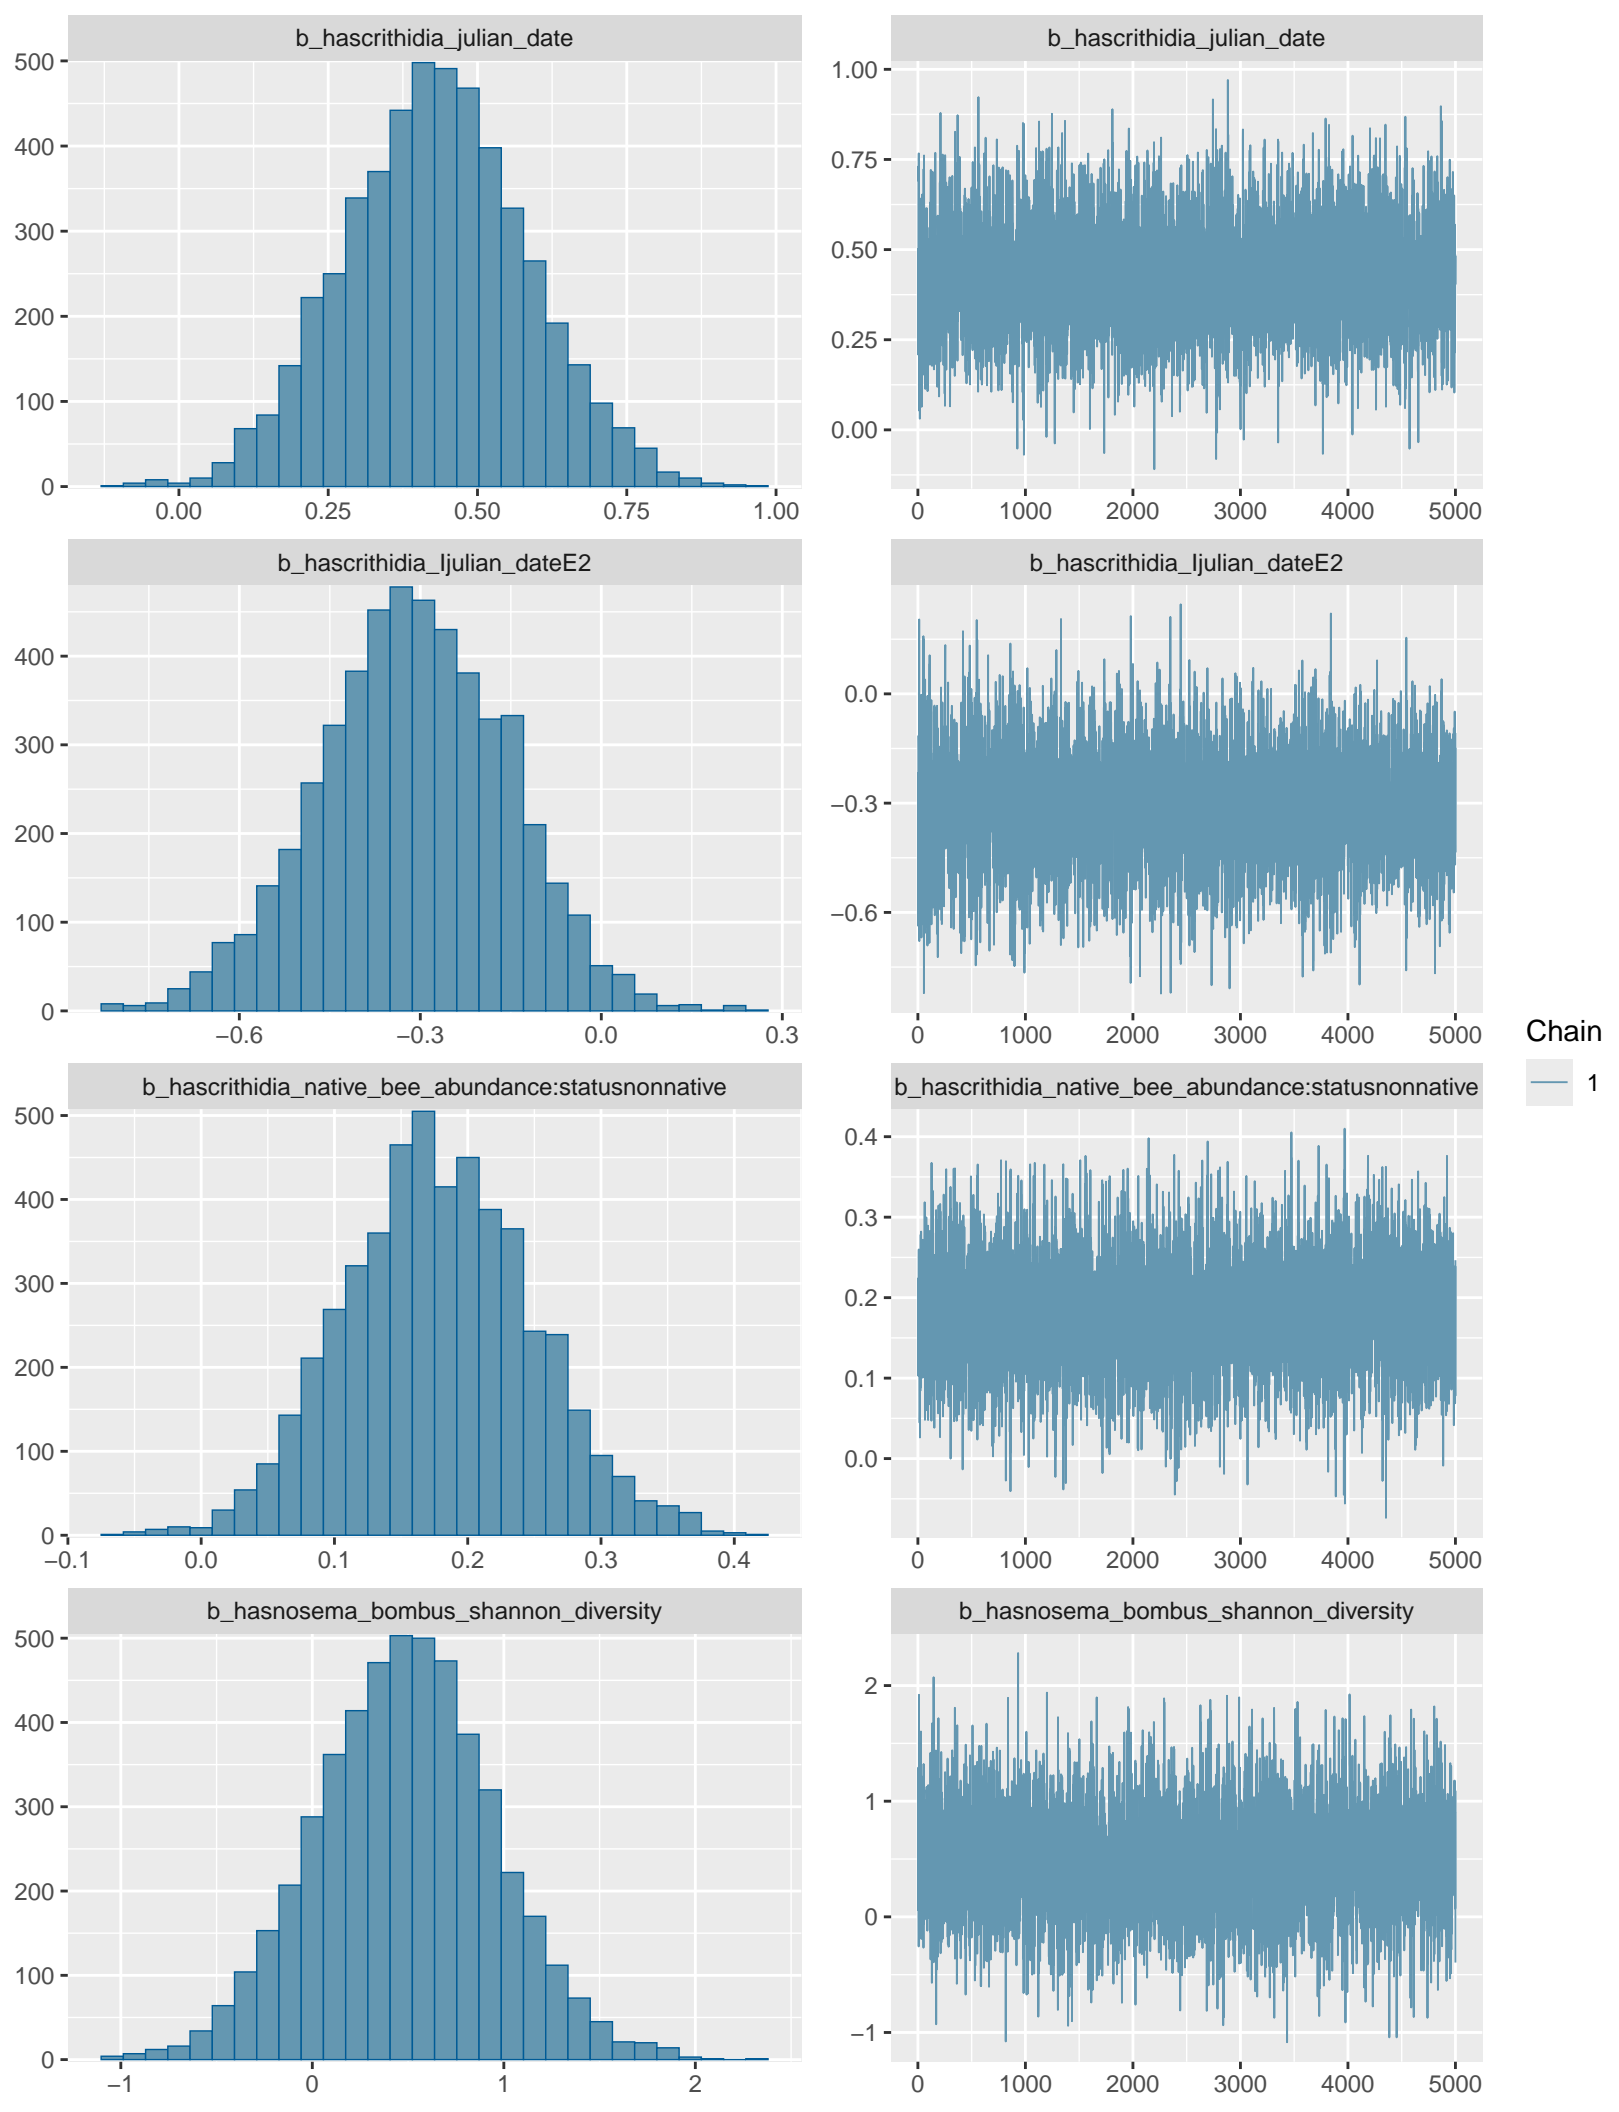 b_hascrithidia_julian_date
b_hascrithidia_julian_date
500
400
300
200
100
0
0.00 0.25 0.50 0.75 1.00
1.00
0.75
0.50
0.25
0.00
0 1000 2000 3000 4000 5000
b_hascrithidia_Ijulian_dateE2
b_hascrithidia_Ijulian_dateE2
400
300
200
100
0
−0.6 −0.3 0.0 0.3
0.0
−0.3
−0.6
0 1000 2000 3000 4000 5000
b_hascrithidia_native_bee_abundance:statusnonnative
b_hascrithidia_native_bee_abundance:statusnonnative
500
400
300
200
100
0
−0.1 0.0 0.1 0.2 0.3 0.4
0.4
0.3
0.2
0.1
0.0
0 1000 2000 3000 4000 5000
b_hasnosema_bombus_shannon_diversity
b_hasnosema_bombus_shannon_diversity
500
400
300
200
100
0
−1 0 1 2
2
1
0
−1
0 1000 2000 3000 4000 5000
Chain
1